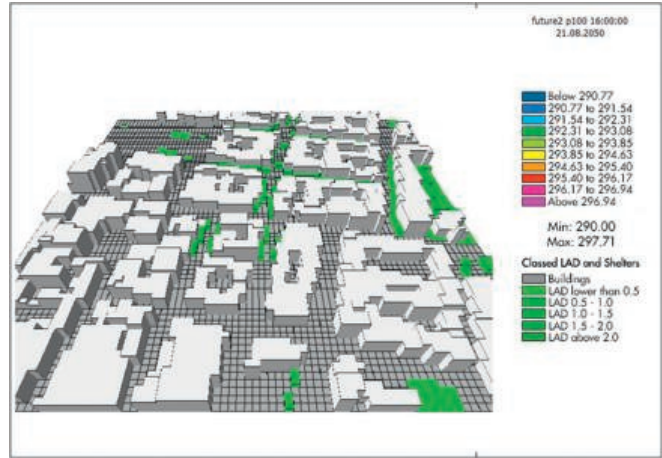 future2 p100 16:00:00
21.08.2050
Below 290.77
290.77 to 291.54
291.54 to 292.31
292.31 to 293.08
293.08 to 293.85
293.85 to 294.63
294.63 to 295.40
295.40 to 296.17
296.17 to 296.94
Above 296.94
Min: 290.00
Max: 297.71
Classed LAD and Shelters
Buildings
LAD lower than 0.5
LAD 0.5 - 1.0
LAD 1.0 - 1.5
LAD 1.5 - 2.0
LAD above 2.0